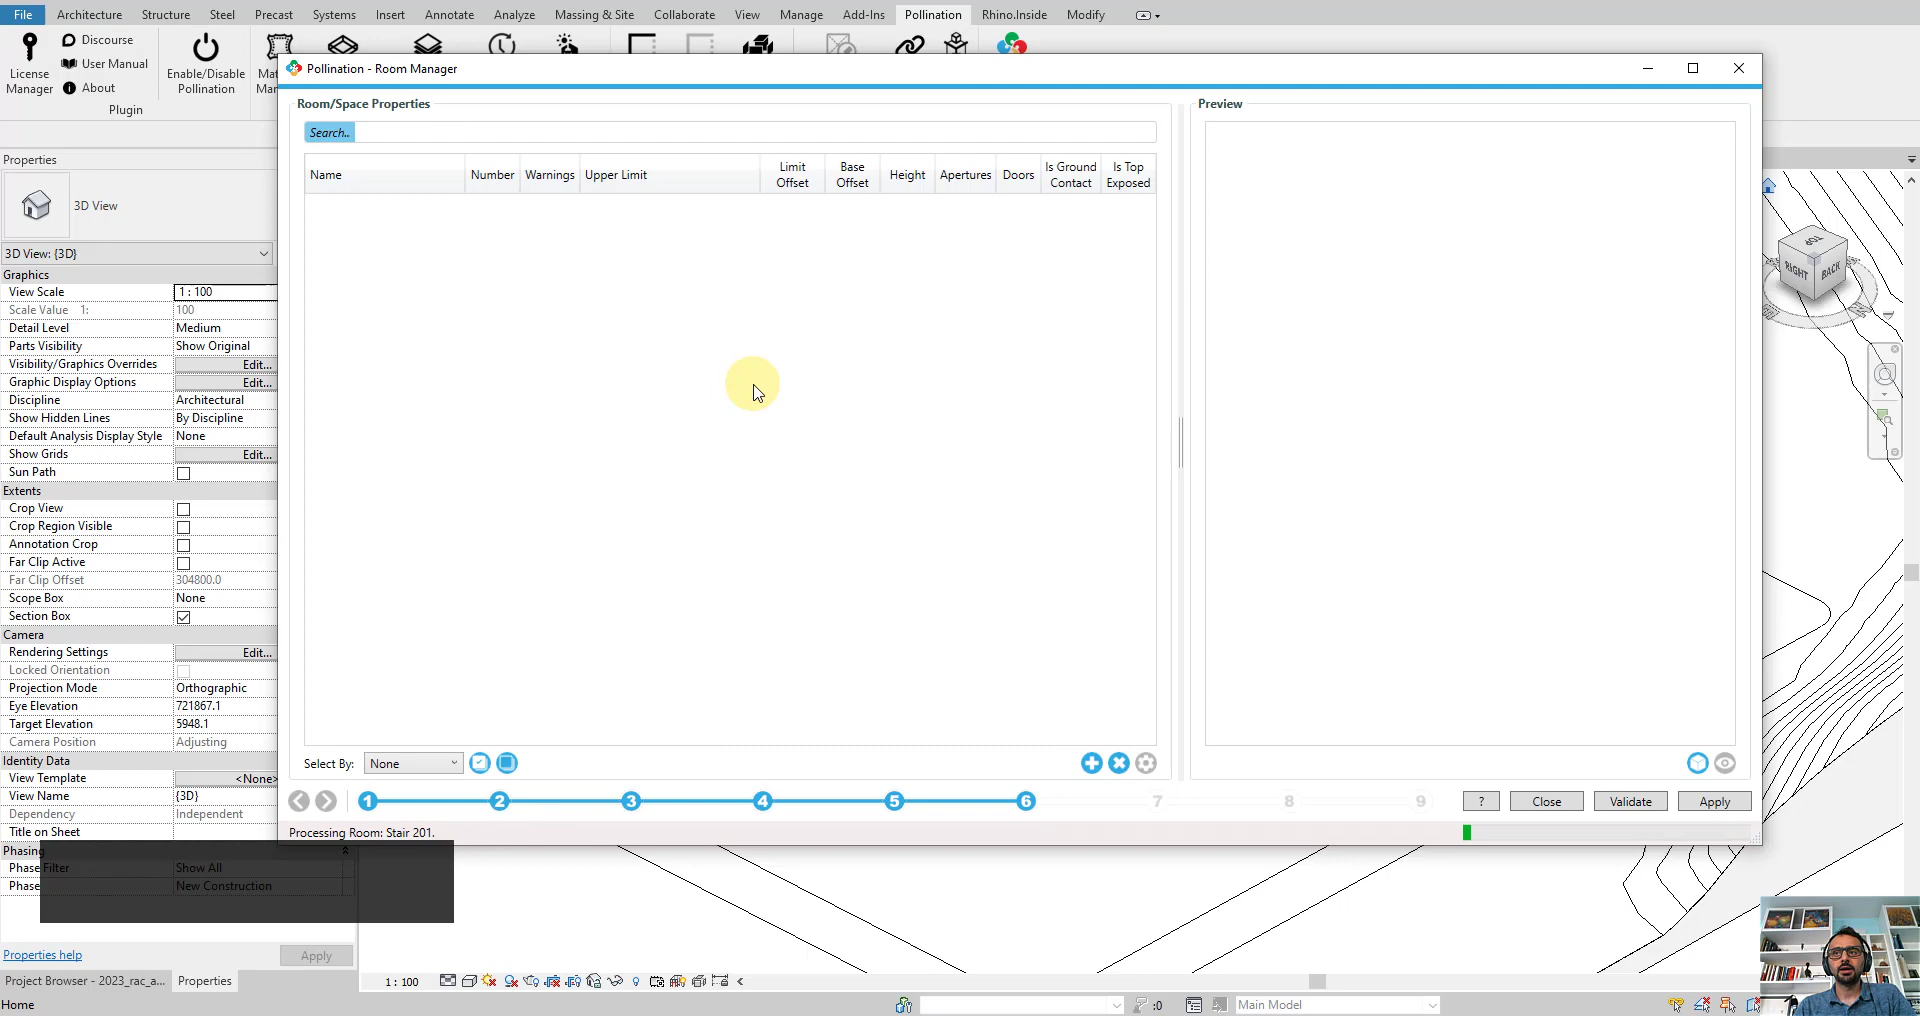 File Architecture Structure Steel Precast Systems Insert Annotate Analyze Massing & Site Collaborate View Manage Add-Ins Pollination Rhino.Inside Modify
License Manager
Discourse
User Manual
About
Enable/Disable Pollination
Plugin
Pollination - Room Manager
Room/Space Properties
Preview
Search..
Name Number Warnings Upper Limit Limit Offset Base Offset Height Apertures Doors Is Ground Contact Is Top Exposed
Properties
3D View
3D View: {3D}
Graphics
View Scale 1 : 100
Scale Value 1: 100
Detail Level Medium
Parts Visibility Show Original
Visibility/Graphics Overrides Edit...
Graphic Display Options Edit...
Discipline Architectural
Show Hidden Lines By Discipline
Default Analysis Display Style None
Show Grids Edit...
Sun Path
Extents
Crop View
Crop Region Visible
Annotation Crop
Far Clip Active
Far Clip Offset 304800.0
Scope Box None
Section Box
Camera
Rendering Settings Edit...
Locked Orientation
Projection Mode Orthographic
Eye Elevation 721867.1
Target Elevation 5948.1
Camera Position Adjusting
Identity Data
View Template <None>
View Name {3D}
Dependency Independent
Title on Sheet
Phasing
Phase Filter Show All
Phase New Construction
Properties help Apply
Project Browser - 2023_rac_a... Properties
Home
TOP
RIGHT BACK
Select By: None
1 2 3 4 5 6 7 8 9
? Close Validate Apply
Processing Room: Stair 201.
1 : 100
:0
Main Model